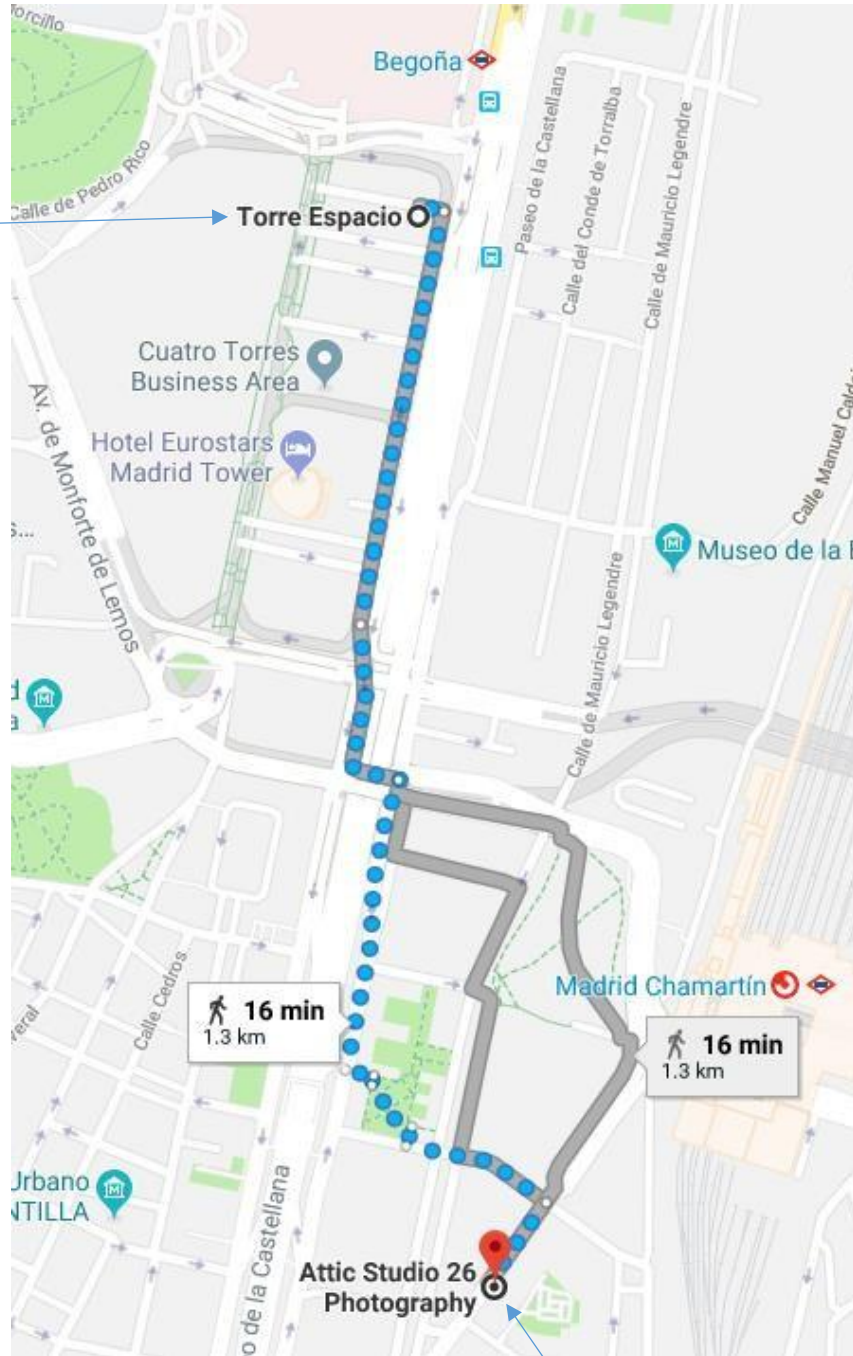 orcillo
Begoña
Calle de Pedro Rico
Torre Espacio
Paseo de la Castellana
Calle del Conde de Torralba
Calle de Mauricio Legendre
Cuatro Torres
Business Area
Hotel Eurostars
Madrid Tower
Av. de Monforte de Lemos
s...
Calle Manuel Cald
Museo de la
Calle de Mauricio Legendre
d
a
Calle Cedros
veral
Madrid Chamartín
16 min
1.3 km
16 min
1.3 km
Urbano
NTILLA
o de la Castellana
Attic Studio 26
Photography